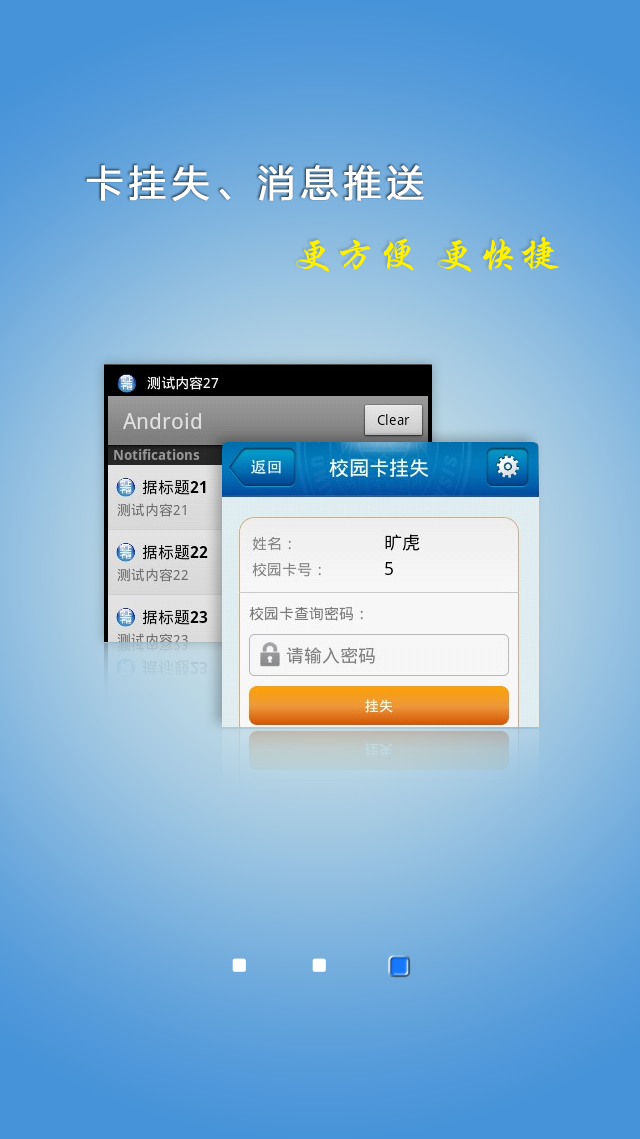 卡挂失、消息推送
更方便 更快捷
测试内容27
Android
Clear
Notifications
据标题21
测试内容21
据标题22
测试内容22
据标题23
测试内容23
返回
校园卡挂失
姓名：
旷虎
校园卡号：
5
校园卡查询密码：
请输入密码
挂失